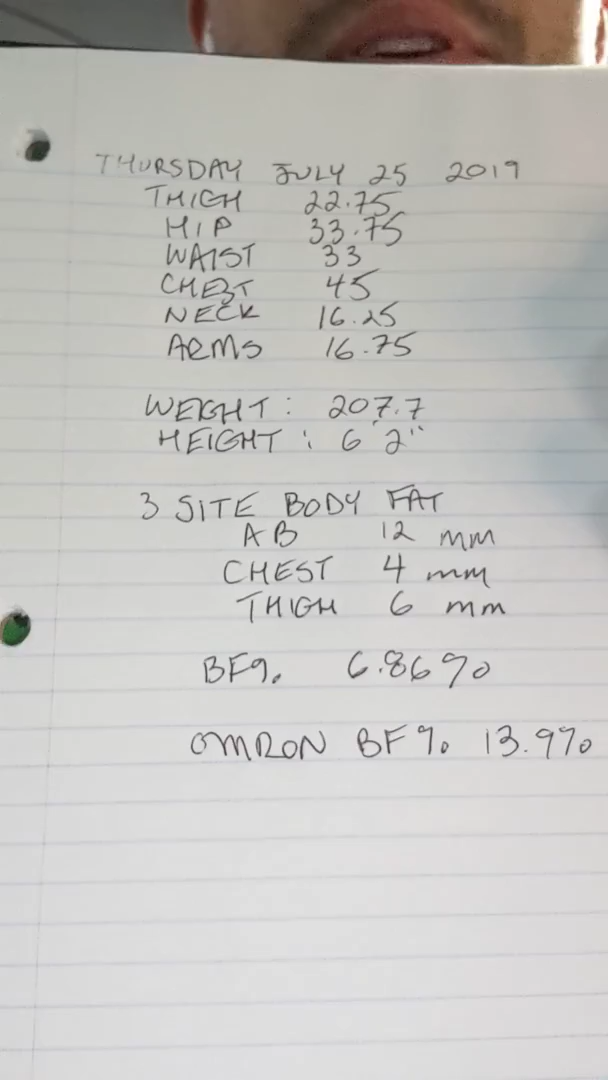 THURSDAY JULY 25 2019
THIGH 22.75
HIP 33.75
WAIST 33
CHEST 45
NECK 16.25
ARMS 16.75
WEIGHT: 207.7
HEIGHT: 6'2"
3 SITE BODY FAT
AB 12 mm
CHEST 4 mm
THIGH 6 mm
BF% 6.86%
OMRON BF% 13.9%